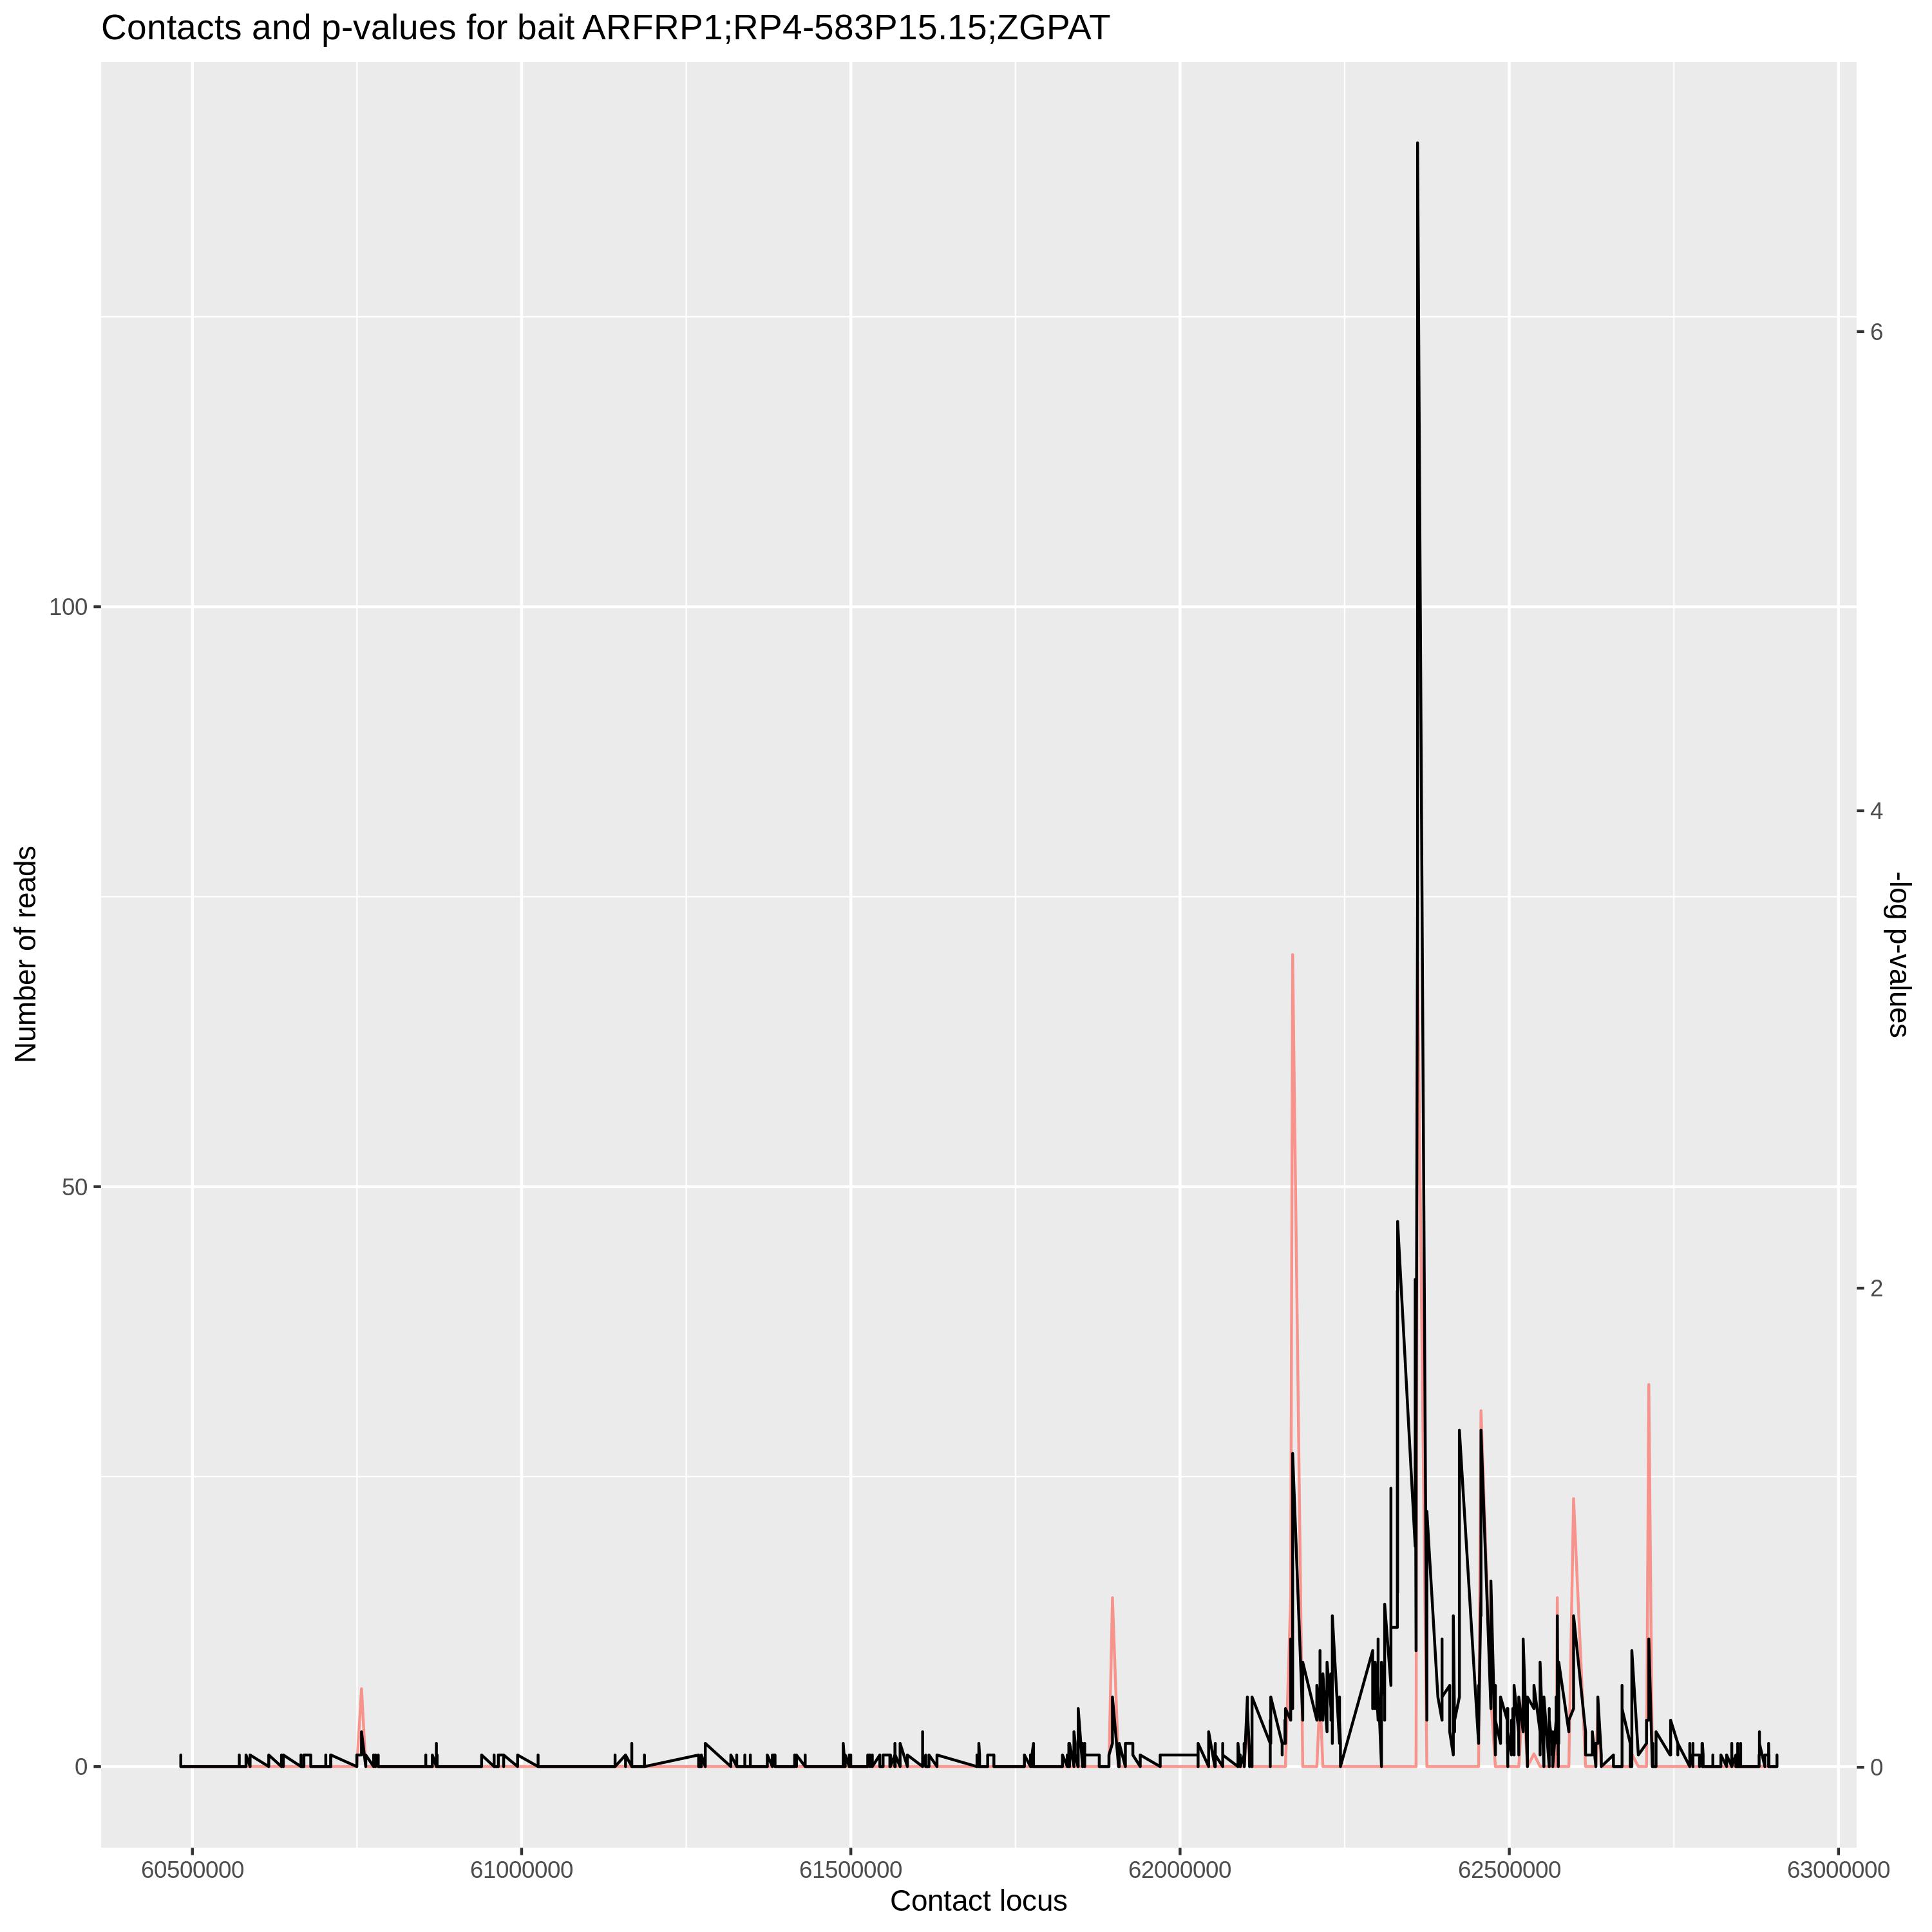 Contacts and p-values for bait ARFRP1;RP4-583P15.15;ZGPAT
Number of reads
100
50
0
6
4
2
0
-log p-values
60500000 61000000 61500000 62000000 62500000 63000000
Contact locus